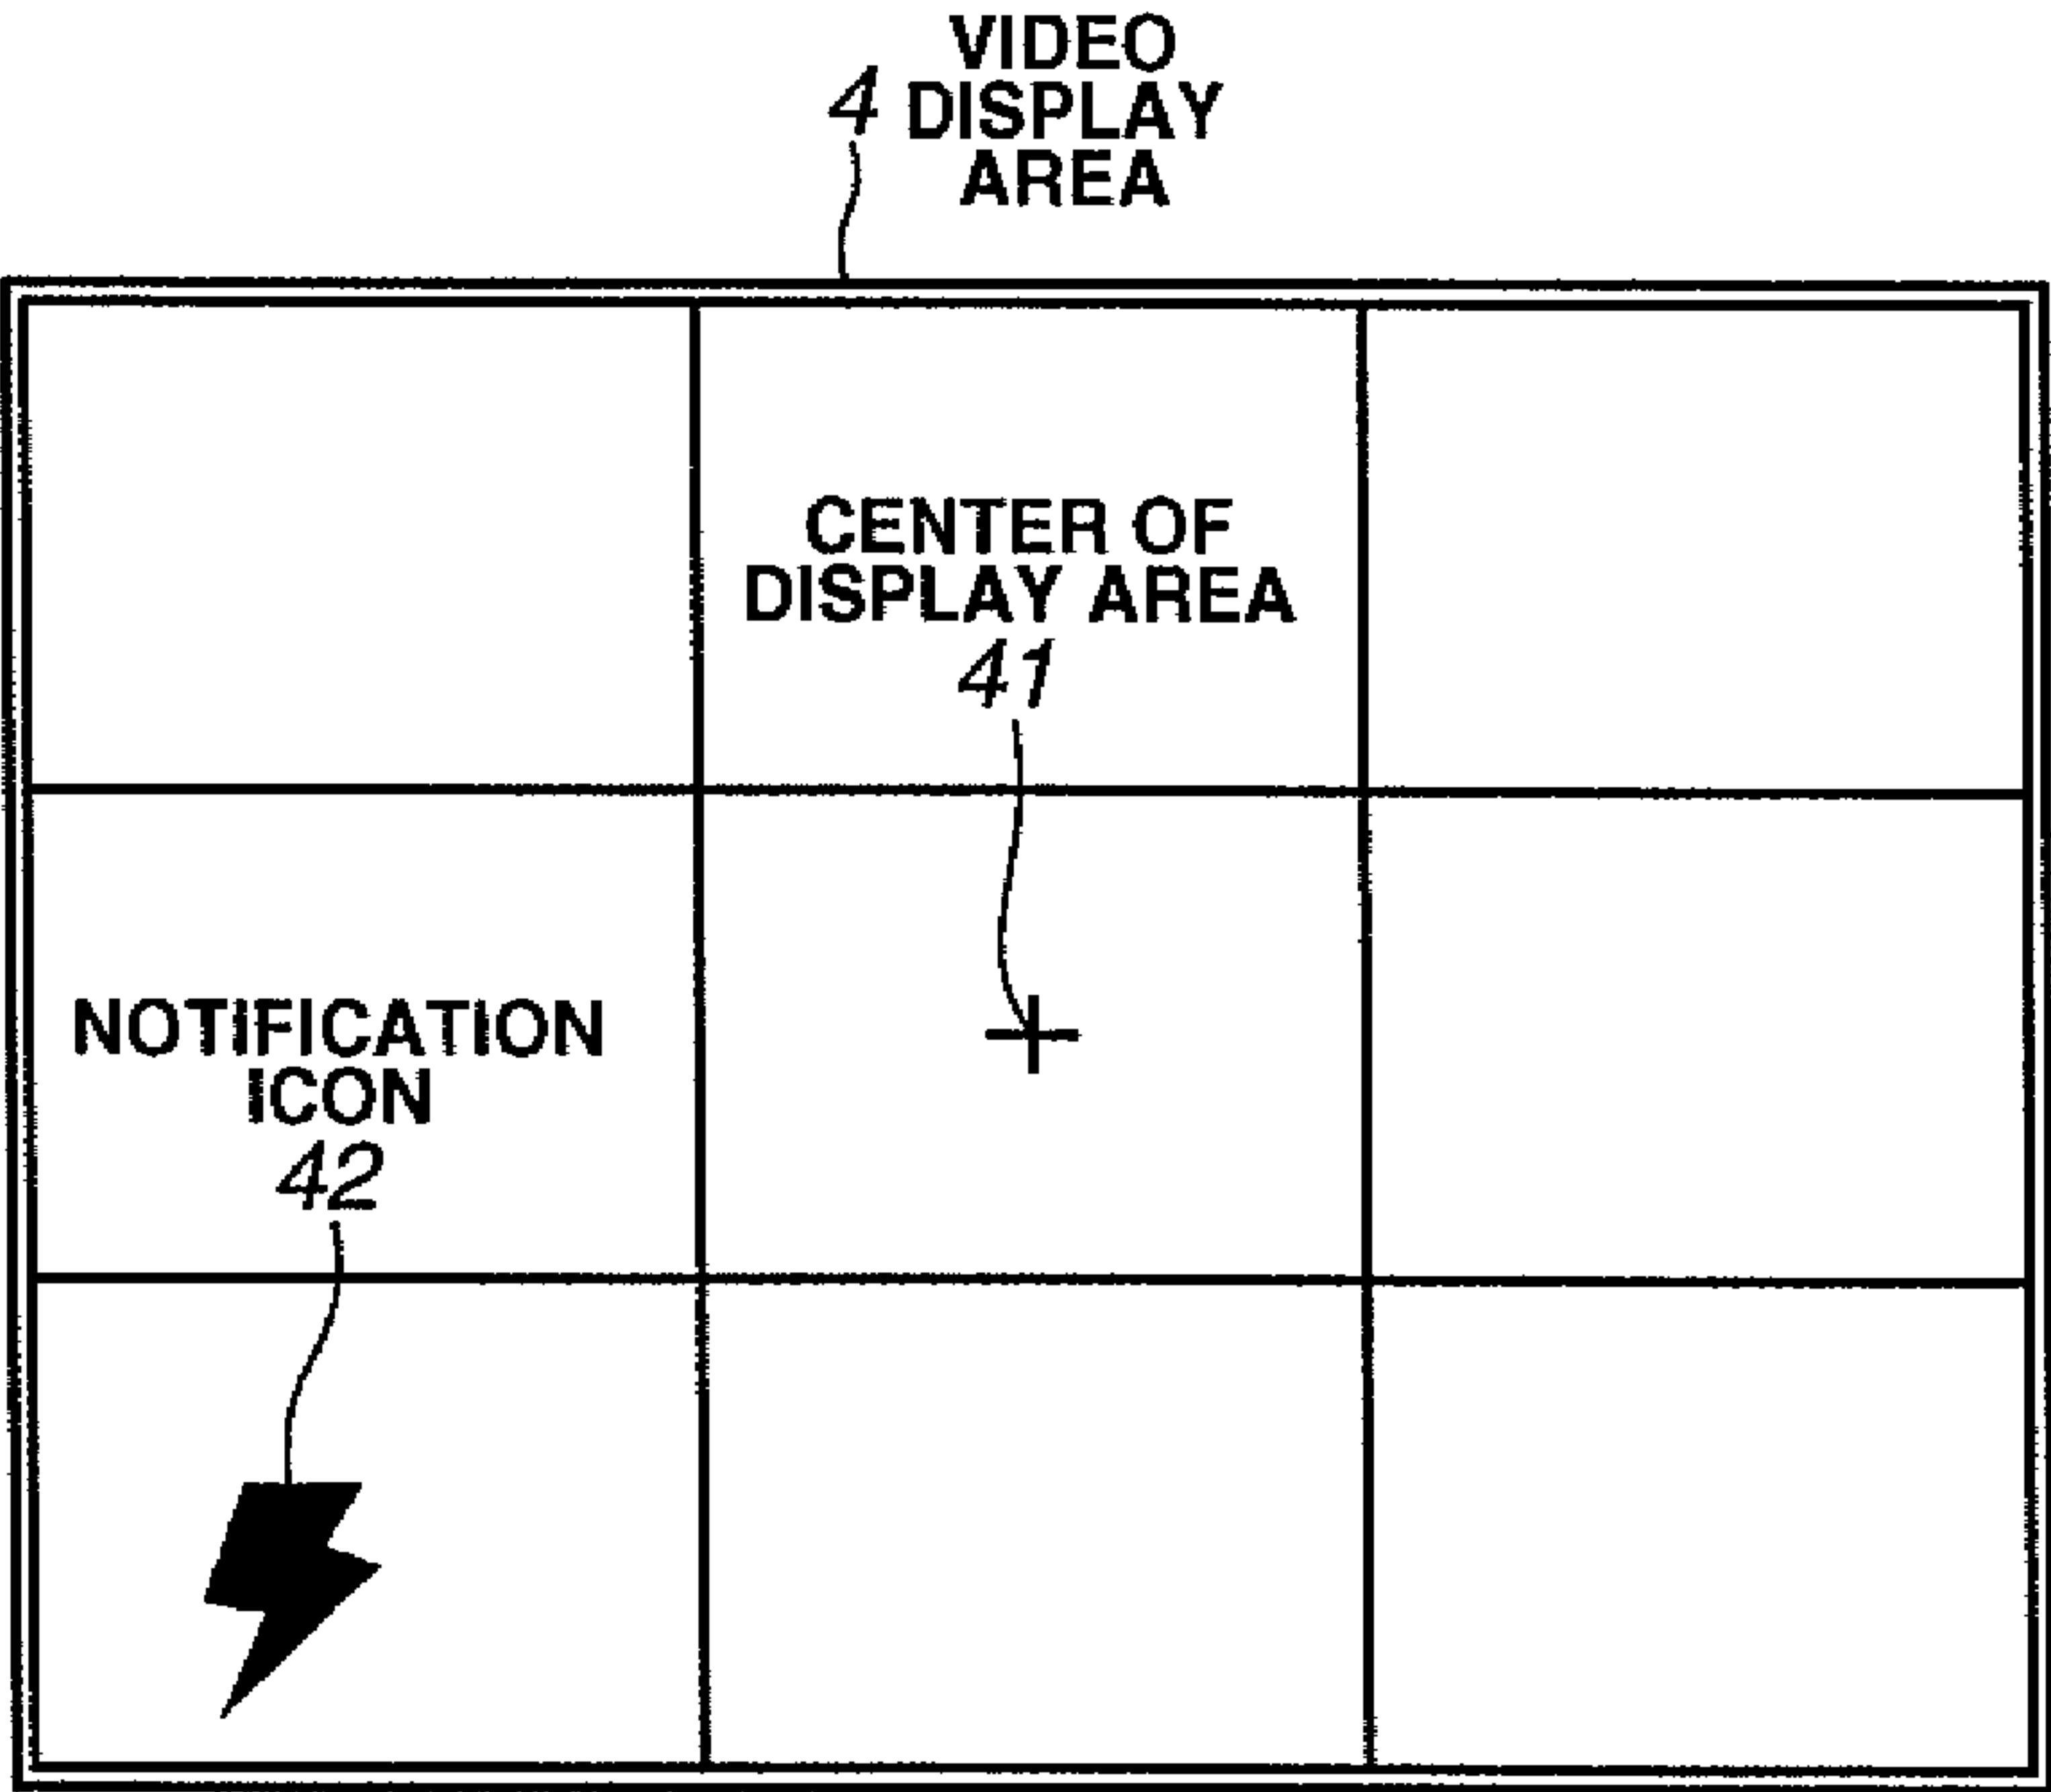 VIDEO
4 DISPLAY
AREA
CENTER OF
DISPLAY AREA
41
NOTIFICATION
ICON
42